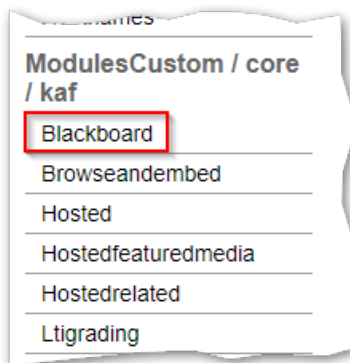 ModulesCustom / core
/ kaf
Blackboard
Browseandembed
Hosted
Hostedfeaturedmedia
Hostedrelated
Ltigrading